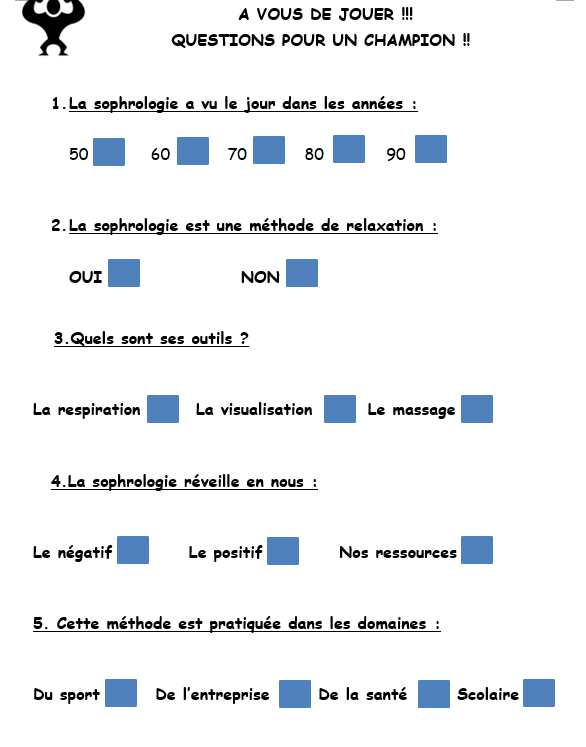 A VOUS DE JOUER !!!
QUESTIONS POUR UN CHAMPION !!
1. La sophrologie a vu le jour dans les années :
50 60 70 80 90
2. La sophrologie est une méthode de relaxation :
OUI NON
3.Quels sont ses outils ?
La respiration La visualisation Le massage
4.La sophrologie réveille en nous :
Le négatif Le positif Nos ressources
5. Cette méthode est pratiquée dans les domaines :
Du sport De l'entreprise De la santé Scolaire